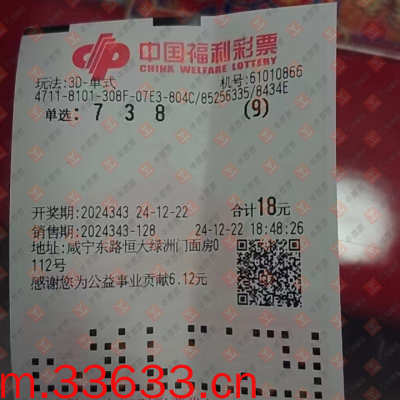 中国福利彩票
CHINA WELFARE LOTTERY
玩法:3D-单式 机号:61010866
4711-8101-308F-07E3-804C/85256335/8434E
单选: 7 3 8 (9)
开奖期:2024343 24-12-22 合计18元
销售期:2024343-128 24-12-22 18:48:26
地址:咸宁东路恒大绿洲门面房0
112号
感谢您为公益事业贡献6.12元
m.33633.cn